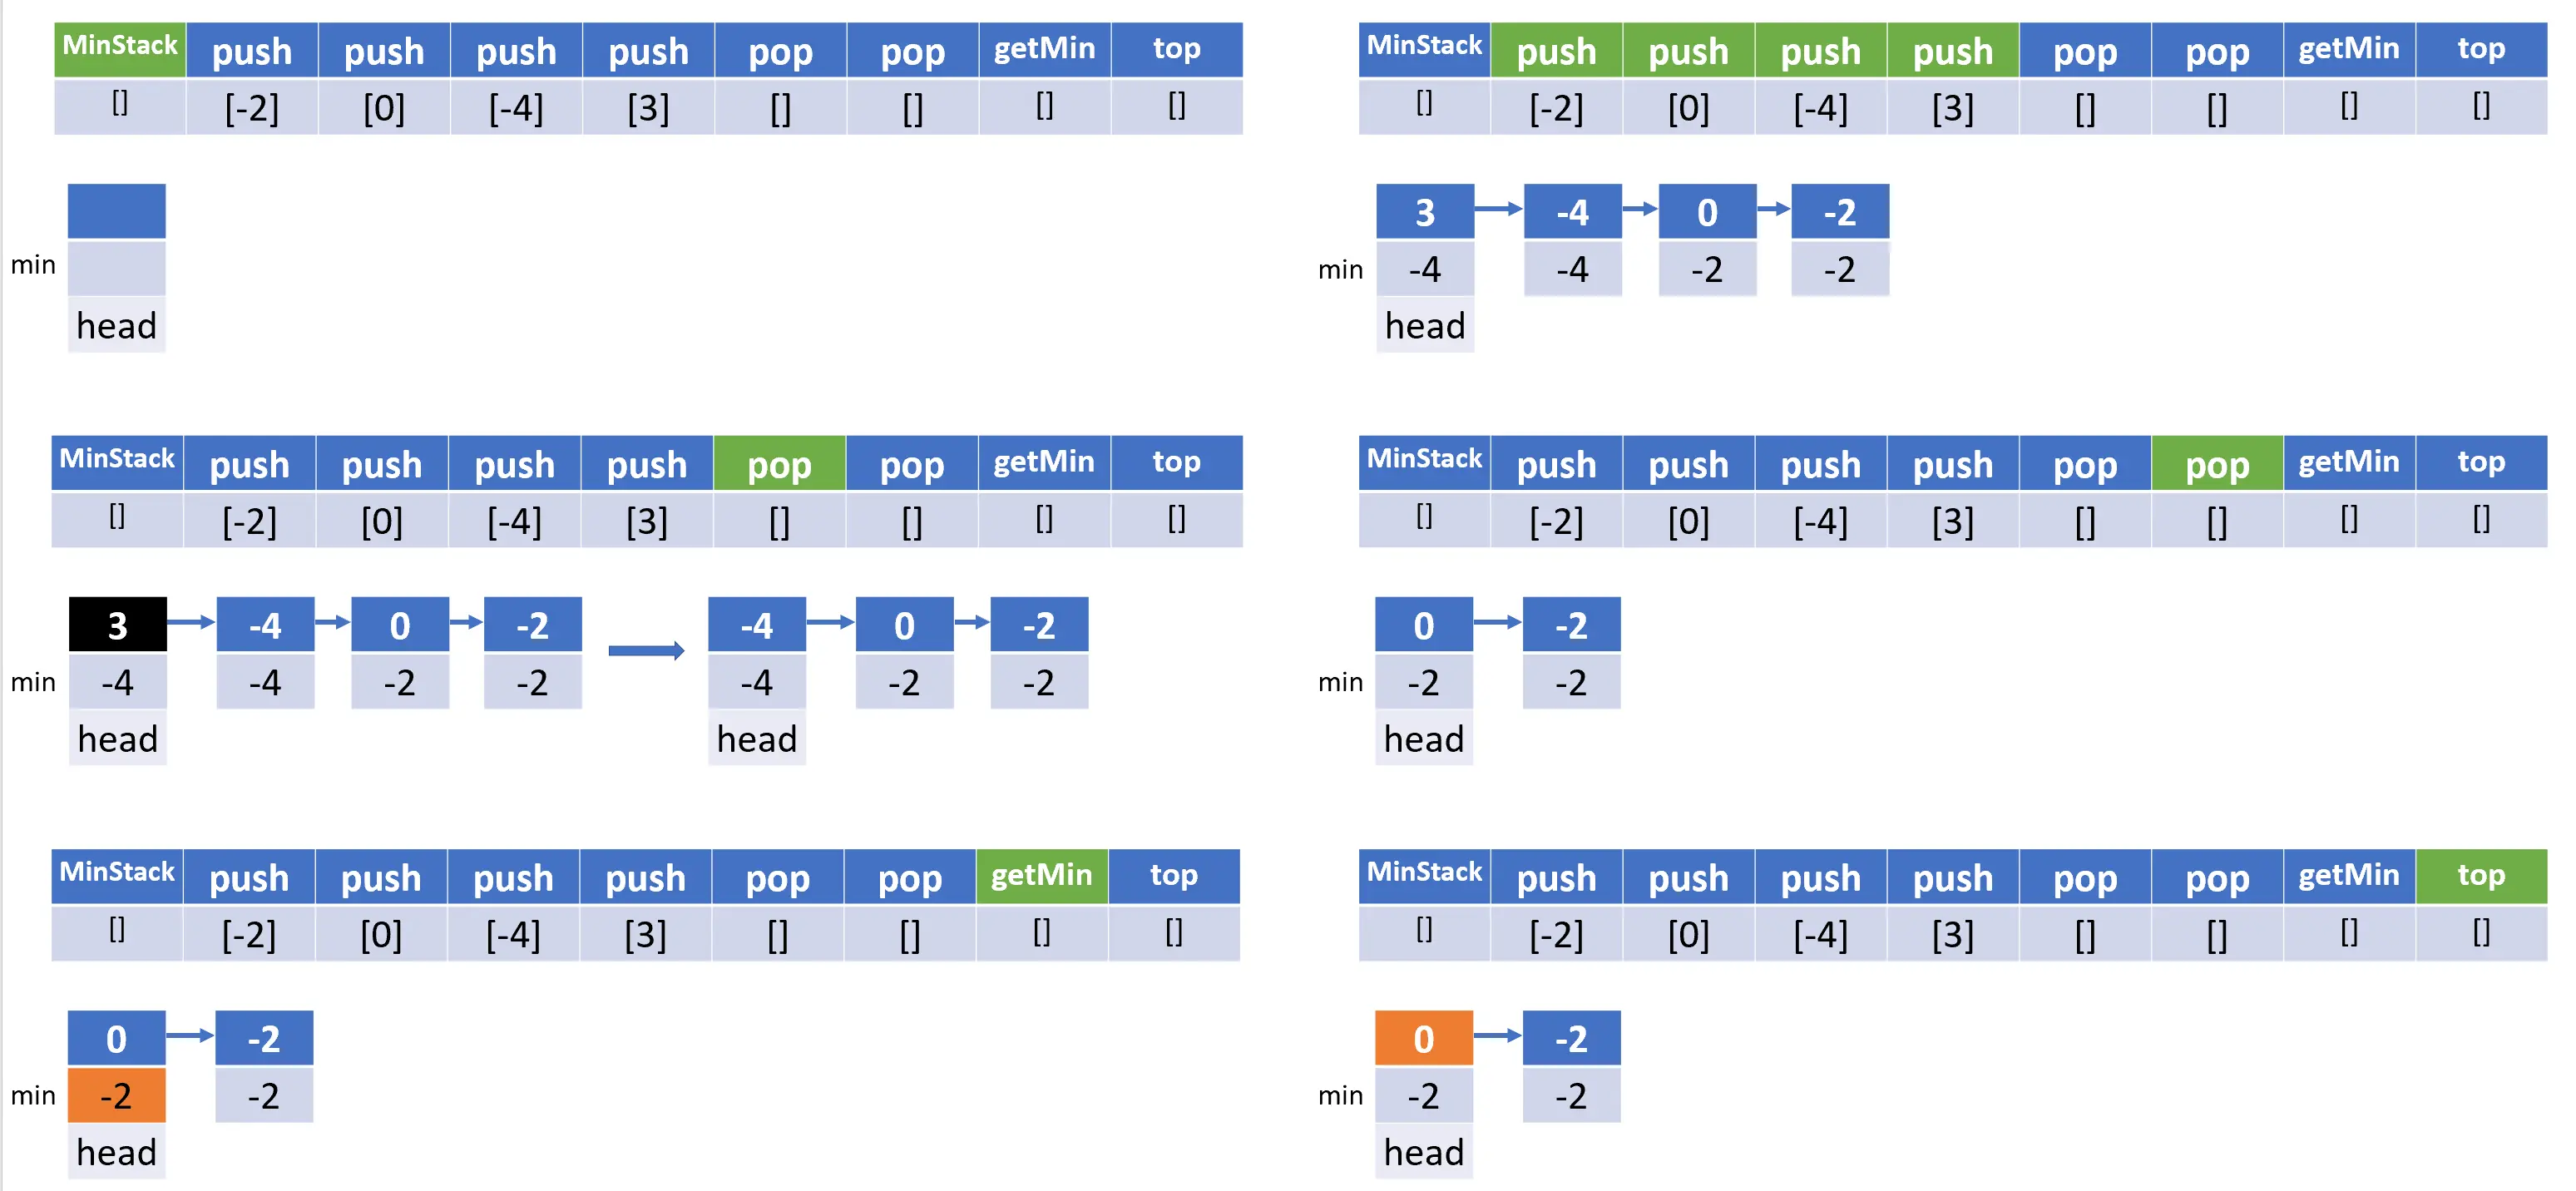 MinStack push push push push pop pop getMin top
[] [-2] [0] [-4] [3] [] [] [] []
min
head
MinStack push push push push pop pop getMin top
[] [-2] [0] [-4] [3] [] [] [] []
3 -4 0 -2
min -4 -4 -2 -2
head
MinStack push push push push pop pop getMin top
[] [-2] [0] [-4] [3] [] [] [] []
3 -4 0 -2 -4 0 -2
min -4 -4 -2 -2 -4 -2 -2
head head
MinStack push push push push pop pop getMin top
[] [-2] [0] [-4] [3] [] [] [] []
0 -2
min -2 -2
head
MinStack push push push push pop pop getMin top
[] [-2] [0] [-4] [3] [] [] [] []
0 -2
min -2 -2
head
MinStack push push push push pop pop getMin top
[] [-2] [0] [-4] [3] [] [] [] []
0 -2
min -2 -2
head